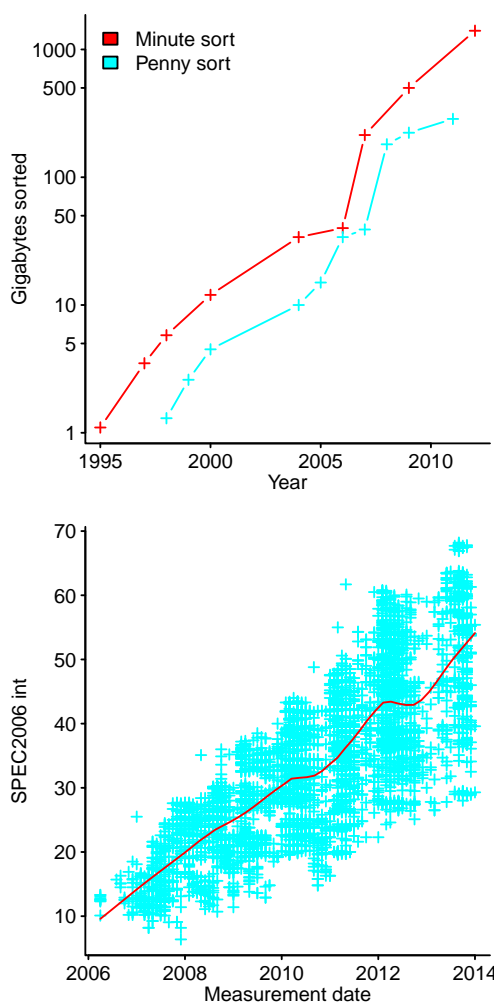 1000
500
100
50
10
5
1
Gigabytes sorted
Minute sort
Penny sort
1995 2000 2005 2010
Year
70
60
50
40
30
20
10
SPEC2006 int
2006 2008 2010 2012 2014
Measurement date